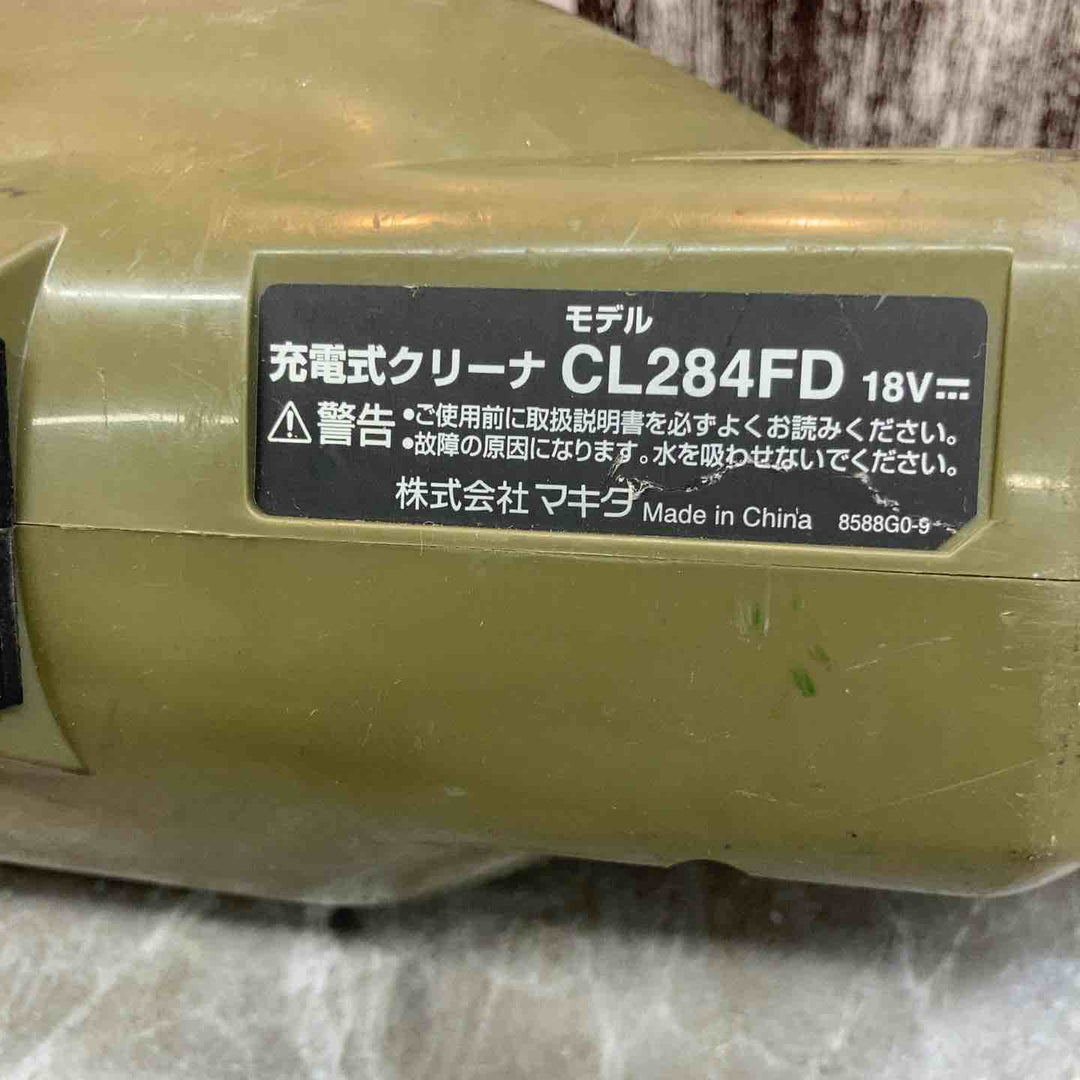 モデル
充電式クリーナ CL284FD 18V⎓
⚠警告 •ご使用前に取扱説明書を必ずよくお読みください。
•故障の原因になります。水を吸わせないでください。
株式会社 マキタ Made in China 8588G0-9